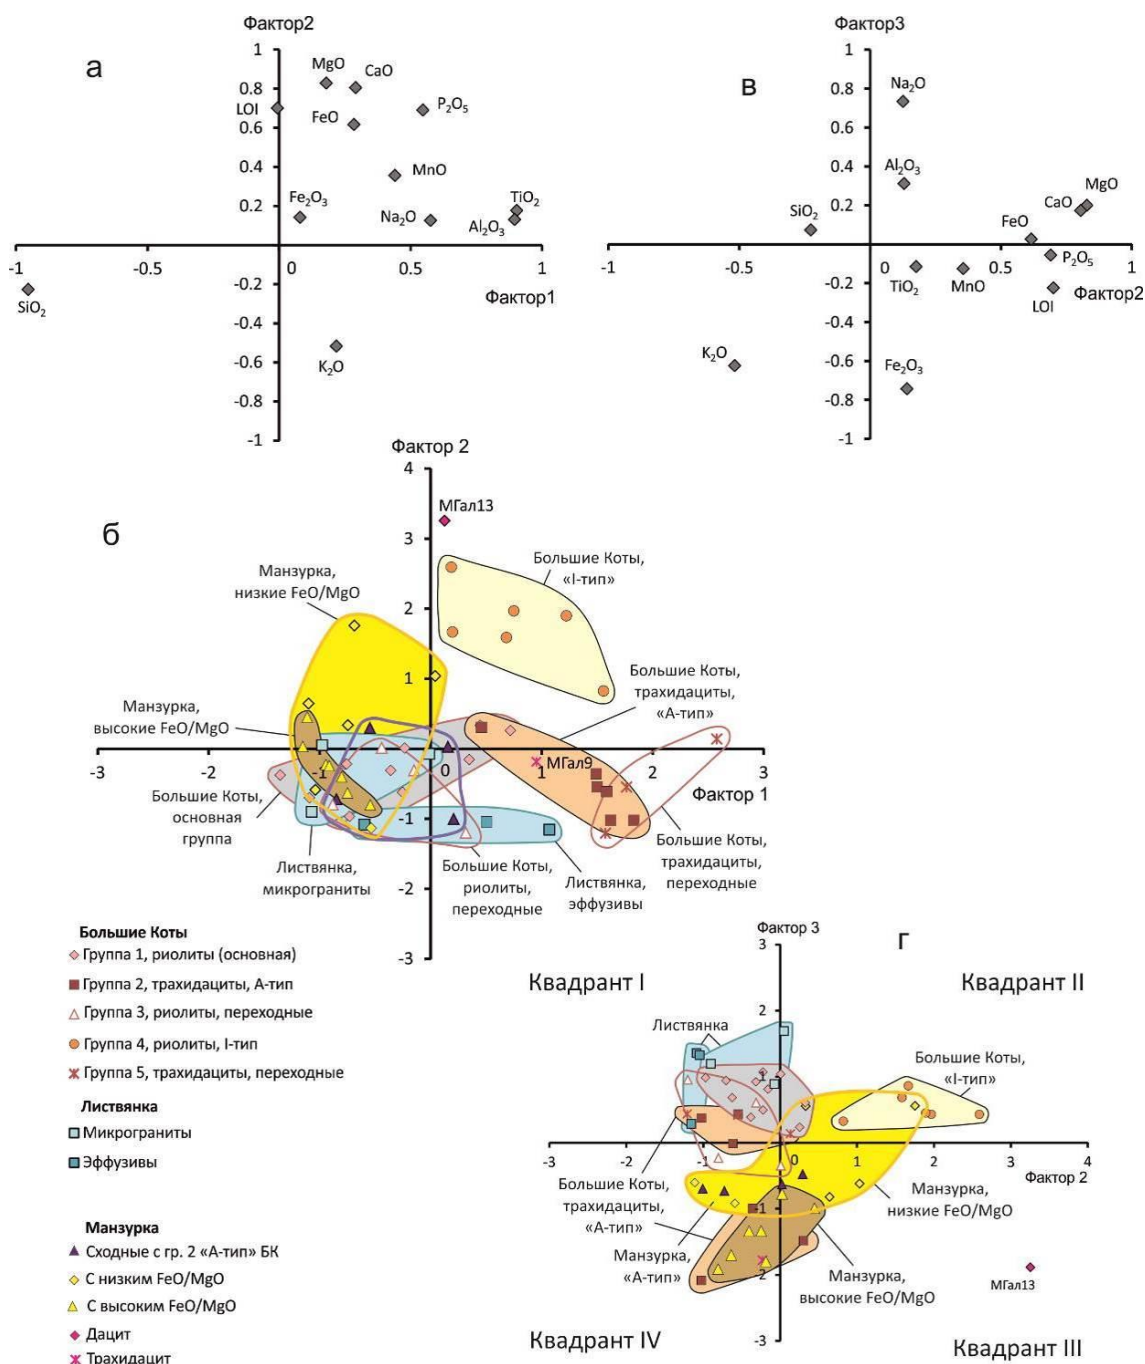 Фактор2
а
1
MgO
CaO
0.8
LOI
P₂O₅
FeO
0.6
0.4
MnO
Fe₂O₃
0.2
TiO₂
Na₂O
Al₂O₃
-1
-0.5
0
0.5
1
SiO₂
-0.2
Фактор1
-0.4
K₂O
-0.6
-0.8
-1
Фактор3
в
1
Na₂O
0.8
0.6
Al₂O₃
0.4
MgO
SiO₂
0.2
CaO
FeO
P₂O₅
-1
-0.5
0
0.5
1
TiO₂
MnO
Фактор2
-0.2
LOI
-0.4
K₂O
-0.6
Fe₂O₃
-0.8
-1
Фактор 2
4
б
МГал13
3
Большие Коты,
«I-тип»
Манзурка,
низкие FeO/MgO
2
1
Большие Коты,
трахидациты,
«А-тип»
Манзурка,
высокие FeO/MgO
-3
-2
-1
0
1
2
3
МГал9
Фактор 1
Большие Коты,
основная
группа
-1
Листвянка,
микрограниты
Большие Коты,
риолиты,
переходные
Листвянка,
эффузивы
Большие Коты,
трахидациты,
переходные
-2
-3
Большие Коты
Группа 1, риолиты (основная)
Группа 2, трахидациты, А-тип
Группа 3, риолиты, переходные
Группа 4, риолиты, I-тип
Группа 5, трахидациты, переходные
Листвянка
Микрограниты
Эффузивы
Манзурка
Сходные с гр. 2 «А-тип» БК
С низким FeO/MgO
С высоким FeO/MgO
Дацит
Трахидацит
Фактор 3
г
3
Квадрант I
Квадрант II
2
Листвянка
Большие Коты,
«I-тип»
1
-3
-2
-1
0
1
2
3
4
Фактор 2
Большие Коты,
трахидациты,
«А-тип»
Манзурка,
низкие FeO/MgO
-1
Манзурка,
«А-тип»
Манзурка,
высокие FeO/MgO
-2
МГал13
-3
Квадрант IV
Квадрант III